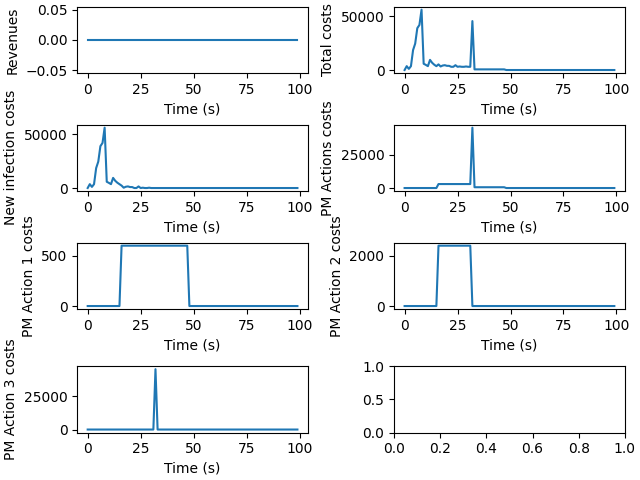 Revenues
0.05
0.00
−0.05
0 25 50 75 100
Time (s)
Total costs
50000
0
0 25 50 75 100
Time (s)
New infection costs
50000
0
0 25 50 75 100
Time (s)
PM Actions costs
25000
0
0 25 50 75 100
Time (s)
PM Action 1 costs
500
0
0 25 50 75 100
Time (s)
PM Action 2 costs
2000
0
0 25 50 75 100
Time (s)
PM Action 3 costs
25000
0
0 25 50 75 100
Time (s)
1.0
0.5
0.0
0.0 0.2 0.4 0.6 0.8 1.0